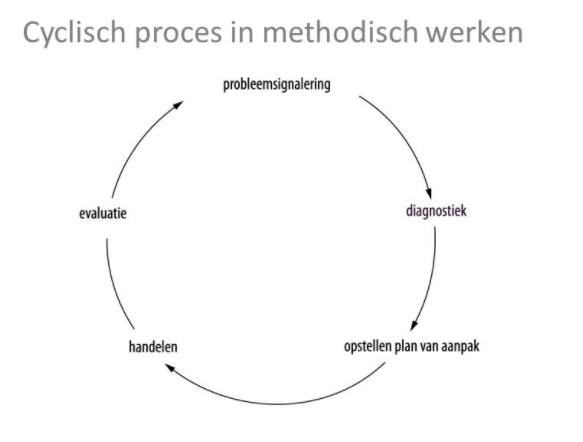 Cyclisch proces in methodisch werken
probleemsignalering
diagnostiek
opstellen plan van aanpak
handelen
evaluatie